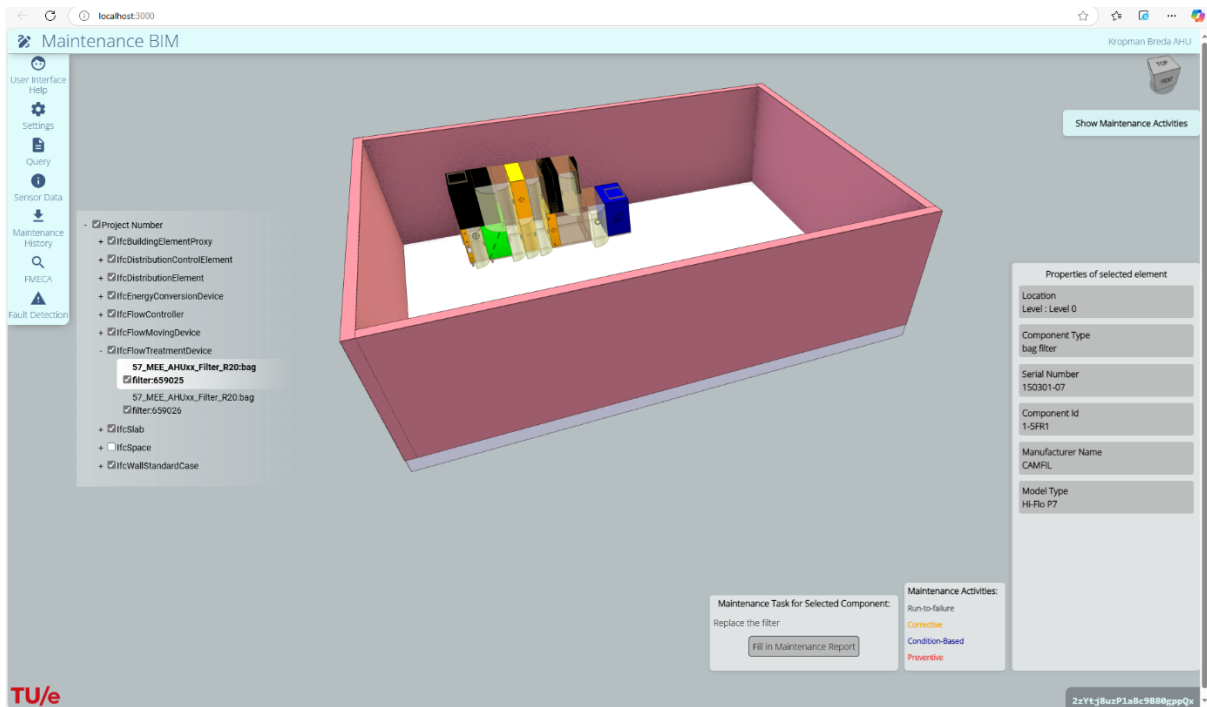 localhost:3000
Maintenance BIM
Kropman Breda AHU
User Interface
Help
Settings
Query
Sensor Data
Maintenance
History
FMECA
Fault Detection
TOP
FRONT
Show Maintenance Activities
- Project Number
+ IfcBuildingElementProxy
+ IfcDistributionControlElement
+ IfcDistributionElement
+ IfcEnergyConversionDevice
+ IfcFlowController
+ IfcFlowMovingDevice
- IfcFlowTreatmentDevice
57_MEE_AHUxx_Filter_R20:bag
filter:659025
57_MEE_AHUxx_Filter_R20:bag
filter:659026
+ IfcSlab
+ IfcSpace
+ IfcWallStandardCase
Properties of selected element
Location
Level : Level 0
Component Type
bag filter
Serial Number
150301-07
Component Id
1-5FR1
Manufacturer Name
CAMFIL
Model Type
Hi-Flo P7
Maintenance Task for Selected Component:
Replace the filter
Fill in Maintenance Report
Maintenance Activities:
Run-to-failure
Corrective
Condition-Based
Preventive
TU/e
2zYtj8uzP1aBc9B80gppQx